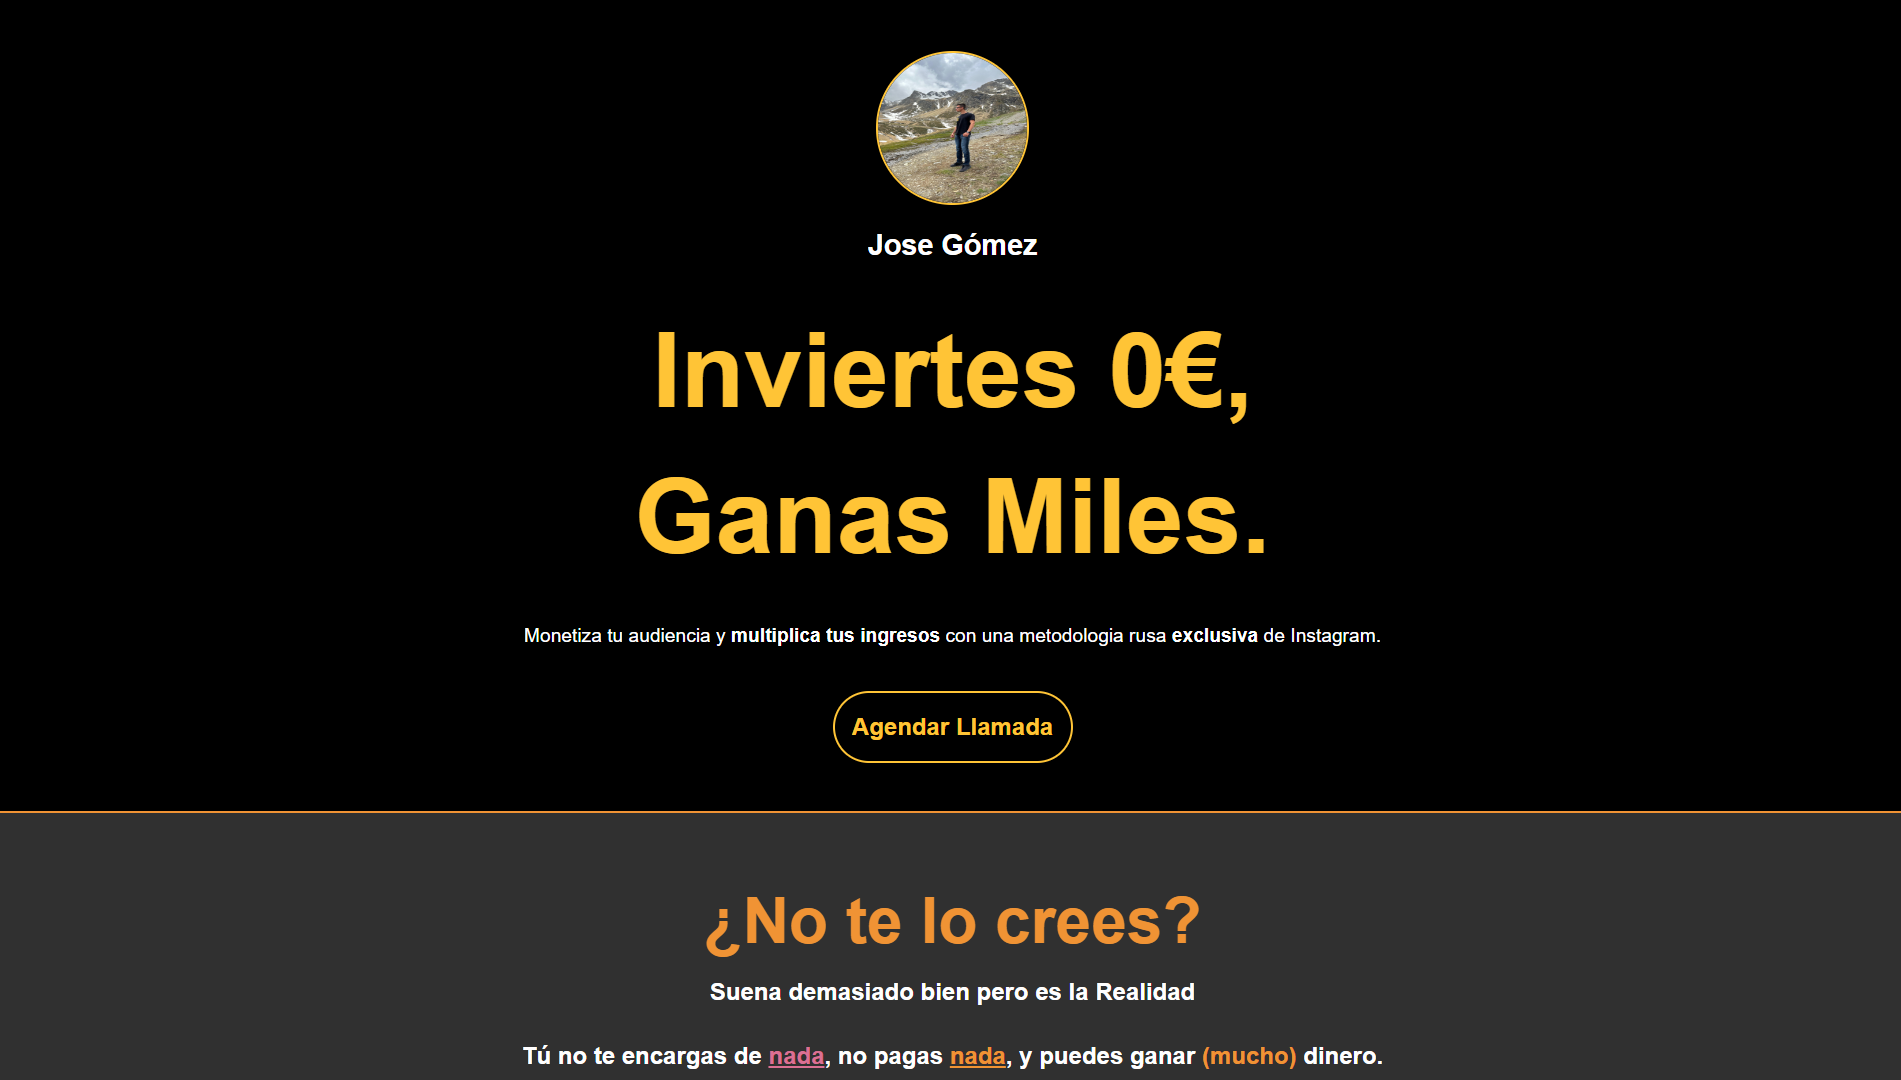 Jose Gómez
Inviertes 0€,
Ganas Miles.
Monetiza tu audiencia y multiplica tus ingresos con una metodologia rusa exclusiva de Instagram.
Agendar Llamada
¿No te lo crees?
Suena demasiado bien pero es la Realidad
Tú no te encargas de nada, no pagas nada, y puedes ganar (mucho) dinero.